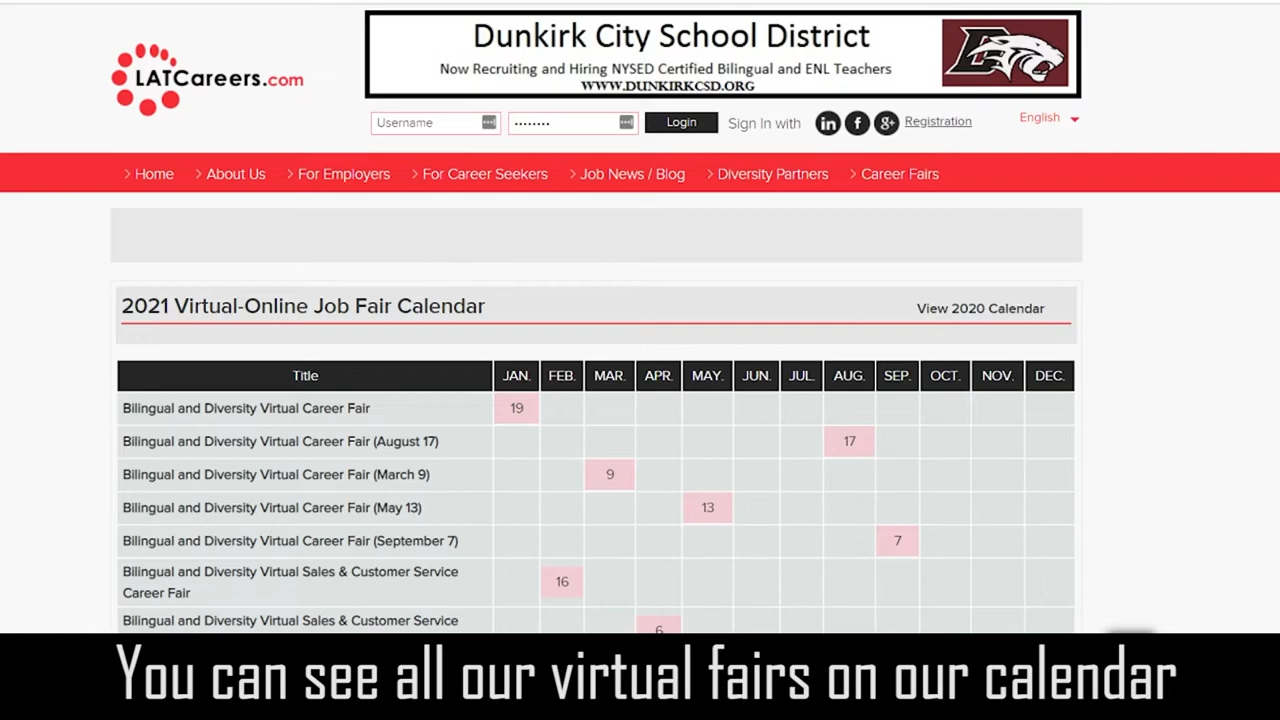 Dunkirk City School District
Now Recruiting and Hiring NYSED Certified Bilingual and ENL Teachers
WWW.DUNKIRKCSD.ORG
LATCareers.com
Username ········ Login Sign In with in f g+ Registration English
Home About Us For Employers For Career Seekers Job News / Blog Diversity Partners Career Fairs
2021 Virtual-Online Job Fair Calendar View 2020 Calendar
Title JAN. FEB. MAR. APR. MAY. JUN. JUL. AUG. SEP. OCT. NOV. DEC.
Bilingual and Diversity Virtual Career Fair 19
Bilingual and Diversity Virtual Career Fair (August 17) 17
Bilingual and Diversity Virtual Career Fair (March 9) 9
Bilingual and Diversity Virtual Career Fair (May 13) 13
Bilingual and Diversity Virtual Career Fair (September 7) 7
Bilingual and Diversity Virtual Sales & Customer Service
Career Fair 16
Bilingual and Diversity Virtual Sales & Customer Service
6
You can see all our virtual fairs on our calendar